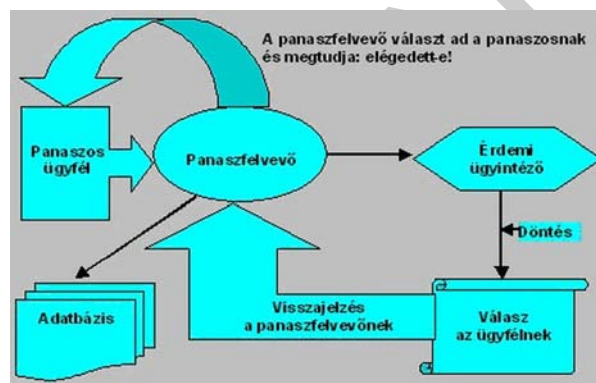 A panaszfelvevő választ ad a panaszosnak
és megtudja: elégedett-e!
Panaszos
ügyfél
Panaszfelvevő
Érdemi
ügyintéző
Döntés
Adatbázis
Visszajelzés
a panaszfelvevőnek
Válasz
az ügyfélnek